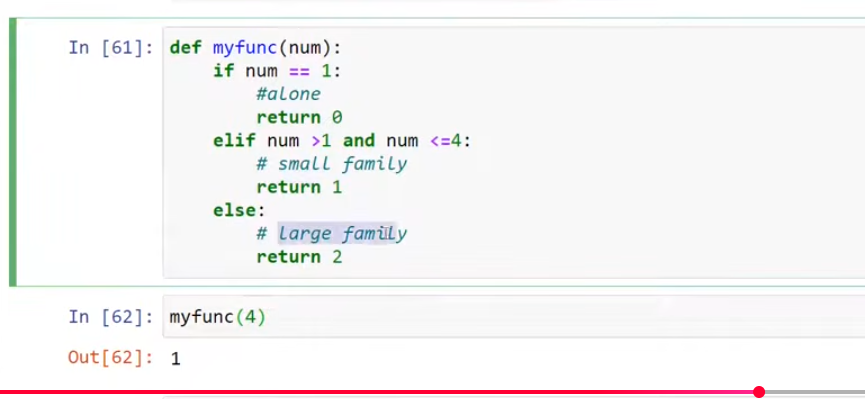 In [61]: def myfunc(num):
    if num == 1:
        #alone
        return 0
    elif num >1 and num <=4:
        # small family
        return 1
    else:
        # large family
        return 2
In [62]: myfunc(4)
Out[62]: 1